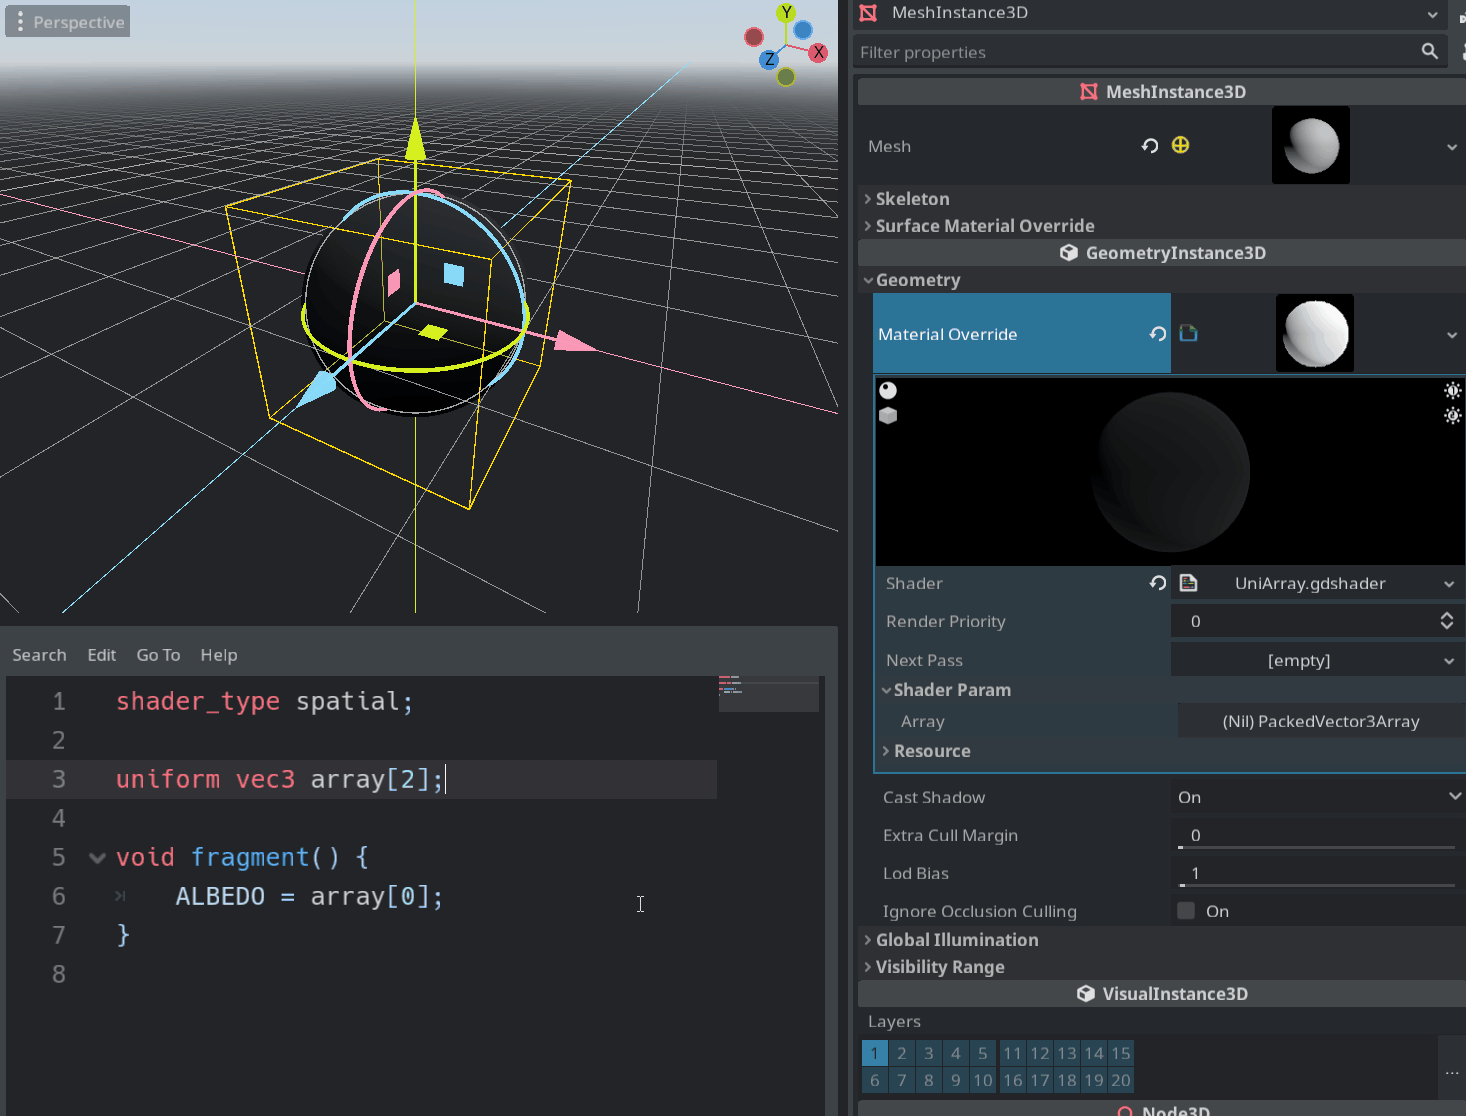 Perspective
Y
X
Z
Search Edit Go To Help
1 shader_type spatial;
2
3 uniform vec3 array[2];
4
5 void fragment() {
6 ALBEDO = array[0];
7 }
8
MeshInstance3D
Filter properties
MeshInstance3D
Mesh
Skeleton
Surface Material Override
GeometryInstance3D
Geometry
Material Override
Shader UniArray.gdshader
Render Priority 0
Next Pass [empty]
Shader Param
Array (Nil) PackedVector3Array
Resource
Cast Shadow On
Extra Cull Margin 0
Lod Bias 1
Ignore Occlusion Culling On
Global Illumination
Visibility Range
VisualInstance3D
Layers
1 2 3 4 5 11 12 13 14 15
6 7 8 9 10 16 17 18 19 20
...
Node3D